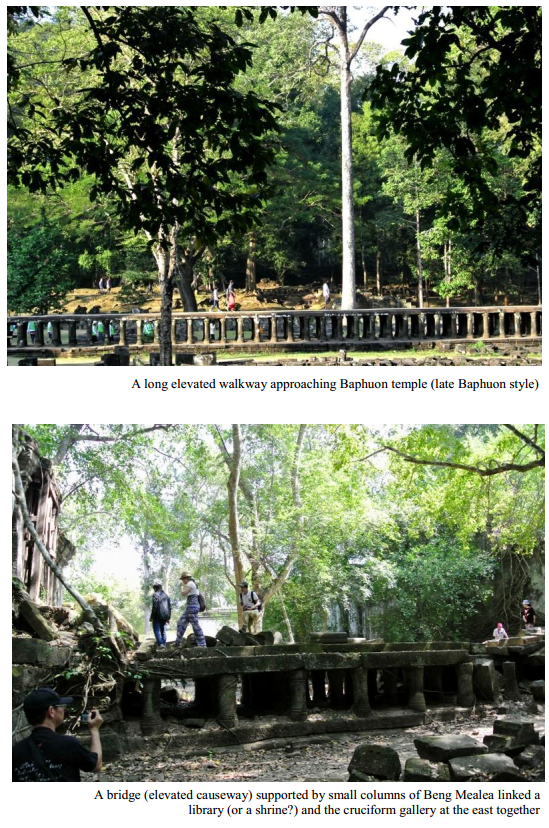 A long elevated walkway approaching Baphuon temple (late Baphuon style)
A bridge (elevated causeway) supported by small columns of Beng Mealea linked a
library (or a shrine?) and the cruciform gallery at the east together